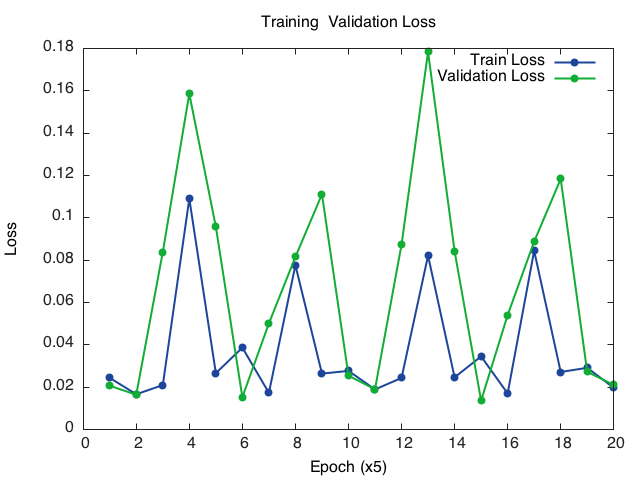 Training  Validation Loss
Train Loss
Validation Loss
0.18
0.16
0.14
0.12
0.1
0.08
0.06
0.04
0.02
0
Loss
0 2 4 6 8 10 12 14 16 18 20
Epoch (x5)